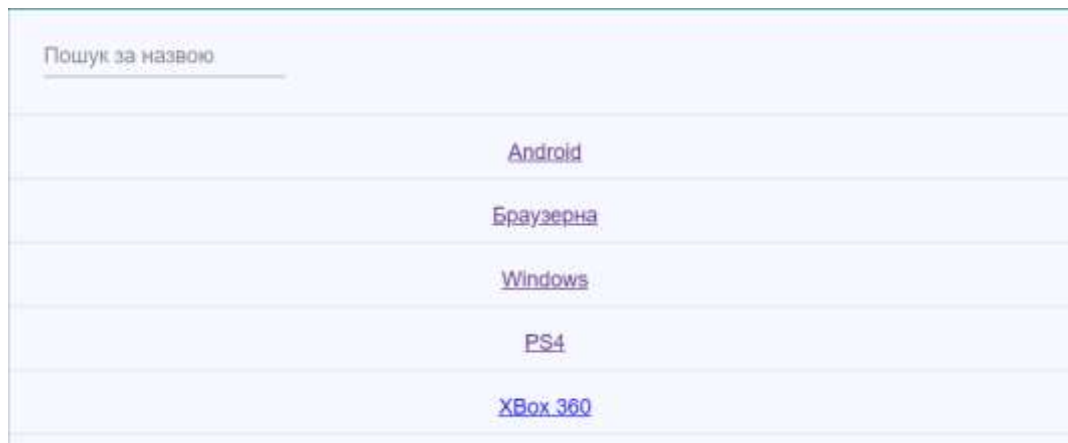 Пошук за назвою
Android
Браузерна
Windows
PS4
XBox 360